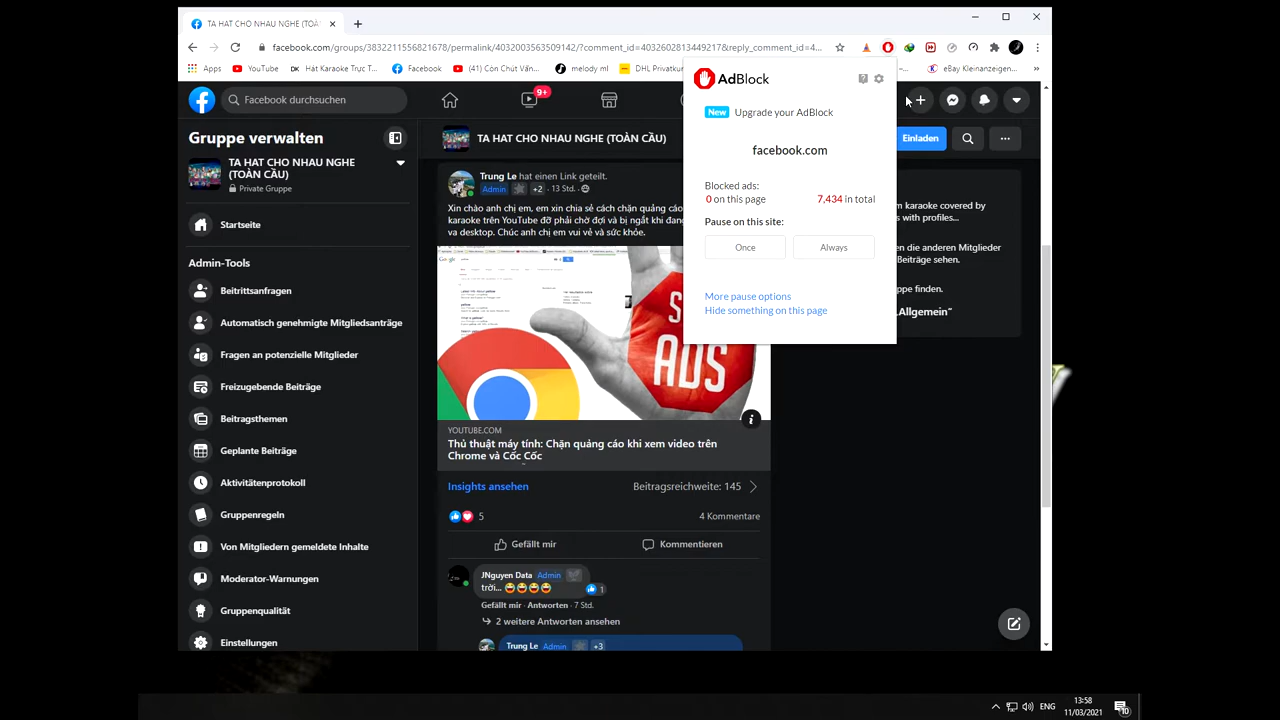 TA HAT CHO NHAU NGHE (TOÀN
facebook.com/groups/3832211556821678/permalink/4032003563509142/?comment_id=4032602813449217&reply_comment_id=4...
Apps
YouTube
Hát Karaoke Trực T...
Facebook
(41) Còn Chút Vấn...
melody ml
DHL Privatkun
eBay Kleinanzeigen...
»
Facebook durchsuchen
9+
Gruppe verwalten
TA HAT CHO NHAU NGHE
(TOÀN CẦU)
Private Gruppe
Startseite
Admin-Tools
Beitrittsanfragen
Automatisch genehmigte Mitgliedsanträge
Fragen an potenzielle Mitglieder
Freizugebende Beiträge
Beitragsthemen
Geplante Beiträge
Aktivitätenprotokoll
Gruppenregeln
Von Mitgliedern gemeldete Inhalte
Moderator-Warnungen
Gruppenqualität
Einstellungen
TA HAT CHO NHAU NGHE (TOÀN CẦU)
Einladen
Trung Le hat einen Link geteilt.
Admin +2 · 13 Std.
Xin chào anh chị em, em xin chia sẻ cách chặn quảng cá
karaoke trên YouTube đỡ phải chờ đợi và bị ngắt khi đang
va desktop. Chúc anh chị em vui vẻ và sức khỏe.
ADS
YOUTUBE.COM
Thủ thuật máy tính: Chặn quảng cáo khi xem video trên
Chrome và Cốc Cốc
Insights ansehen
Beitragsreichweite: 145
5
4 Kommentare
Gefällt mir
Kommentieren
JNguyen Data Admin
trời...
1
Gefällt mir · Antworten · 7 Std.
2 weitere Antworten ansehen
Trung Le Admin +3
AdBlock
New Upgrade your AdBlock
facebook.com
Blocked ads:
0 on this page 7,434 in total
Pause on this site:
Once
Always
More pause options
Hide something on this page
m karaoke covered by
s with profiles...
en die anderen Mitglieder
Beiträge sehen.
ppe finden.
Allgemein"
ENG
13:58
11/03/2021
10